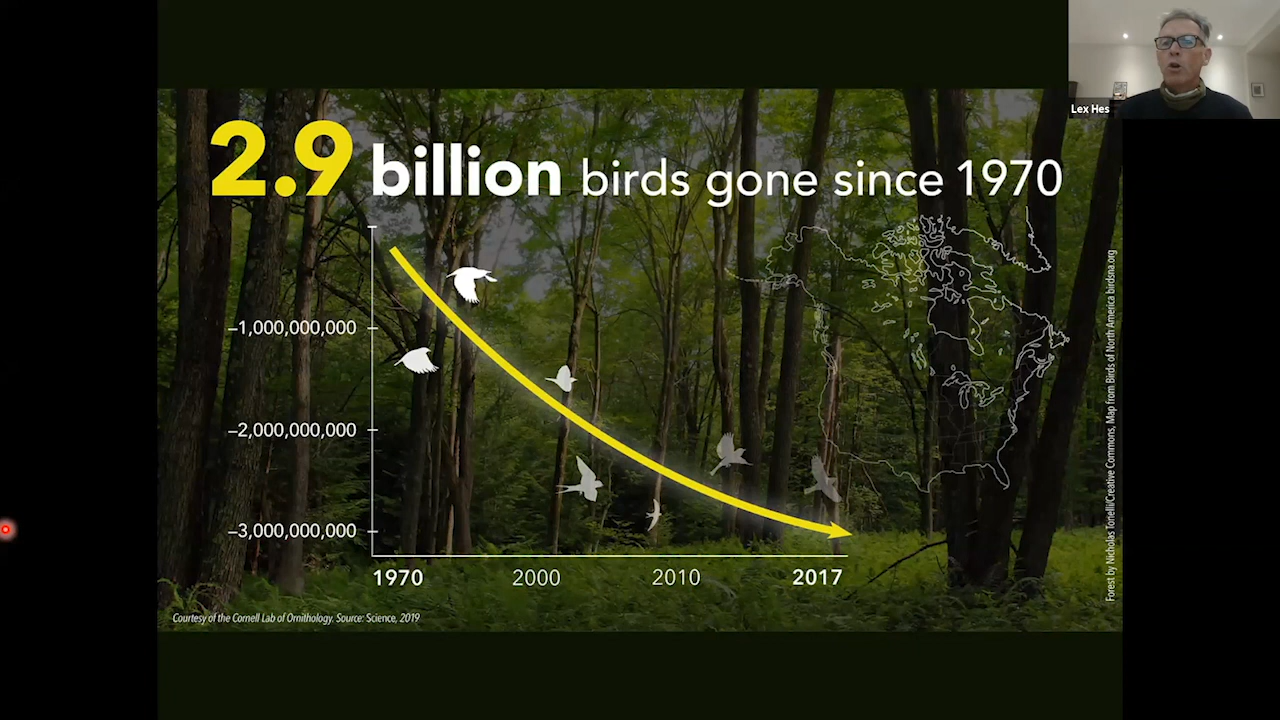 2.9 billion birds gone since 1970
Lex Hes
–1,000,000,000
–2,000,000,000
–3,000,000,000
1970 2000 2010 2017
Courtesy of the Cornell Lab of Ornithology. Source: Science, 2019
Forest by Nicholas Tonelli/Creative Commons, Map from Birds of North America birdsna.org